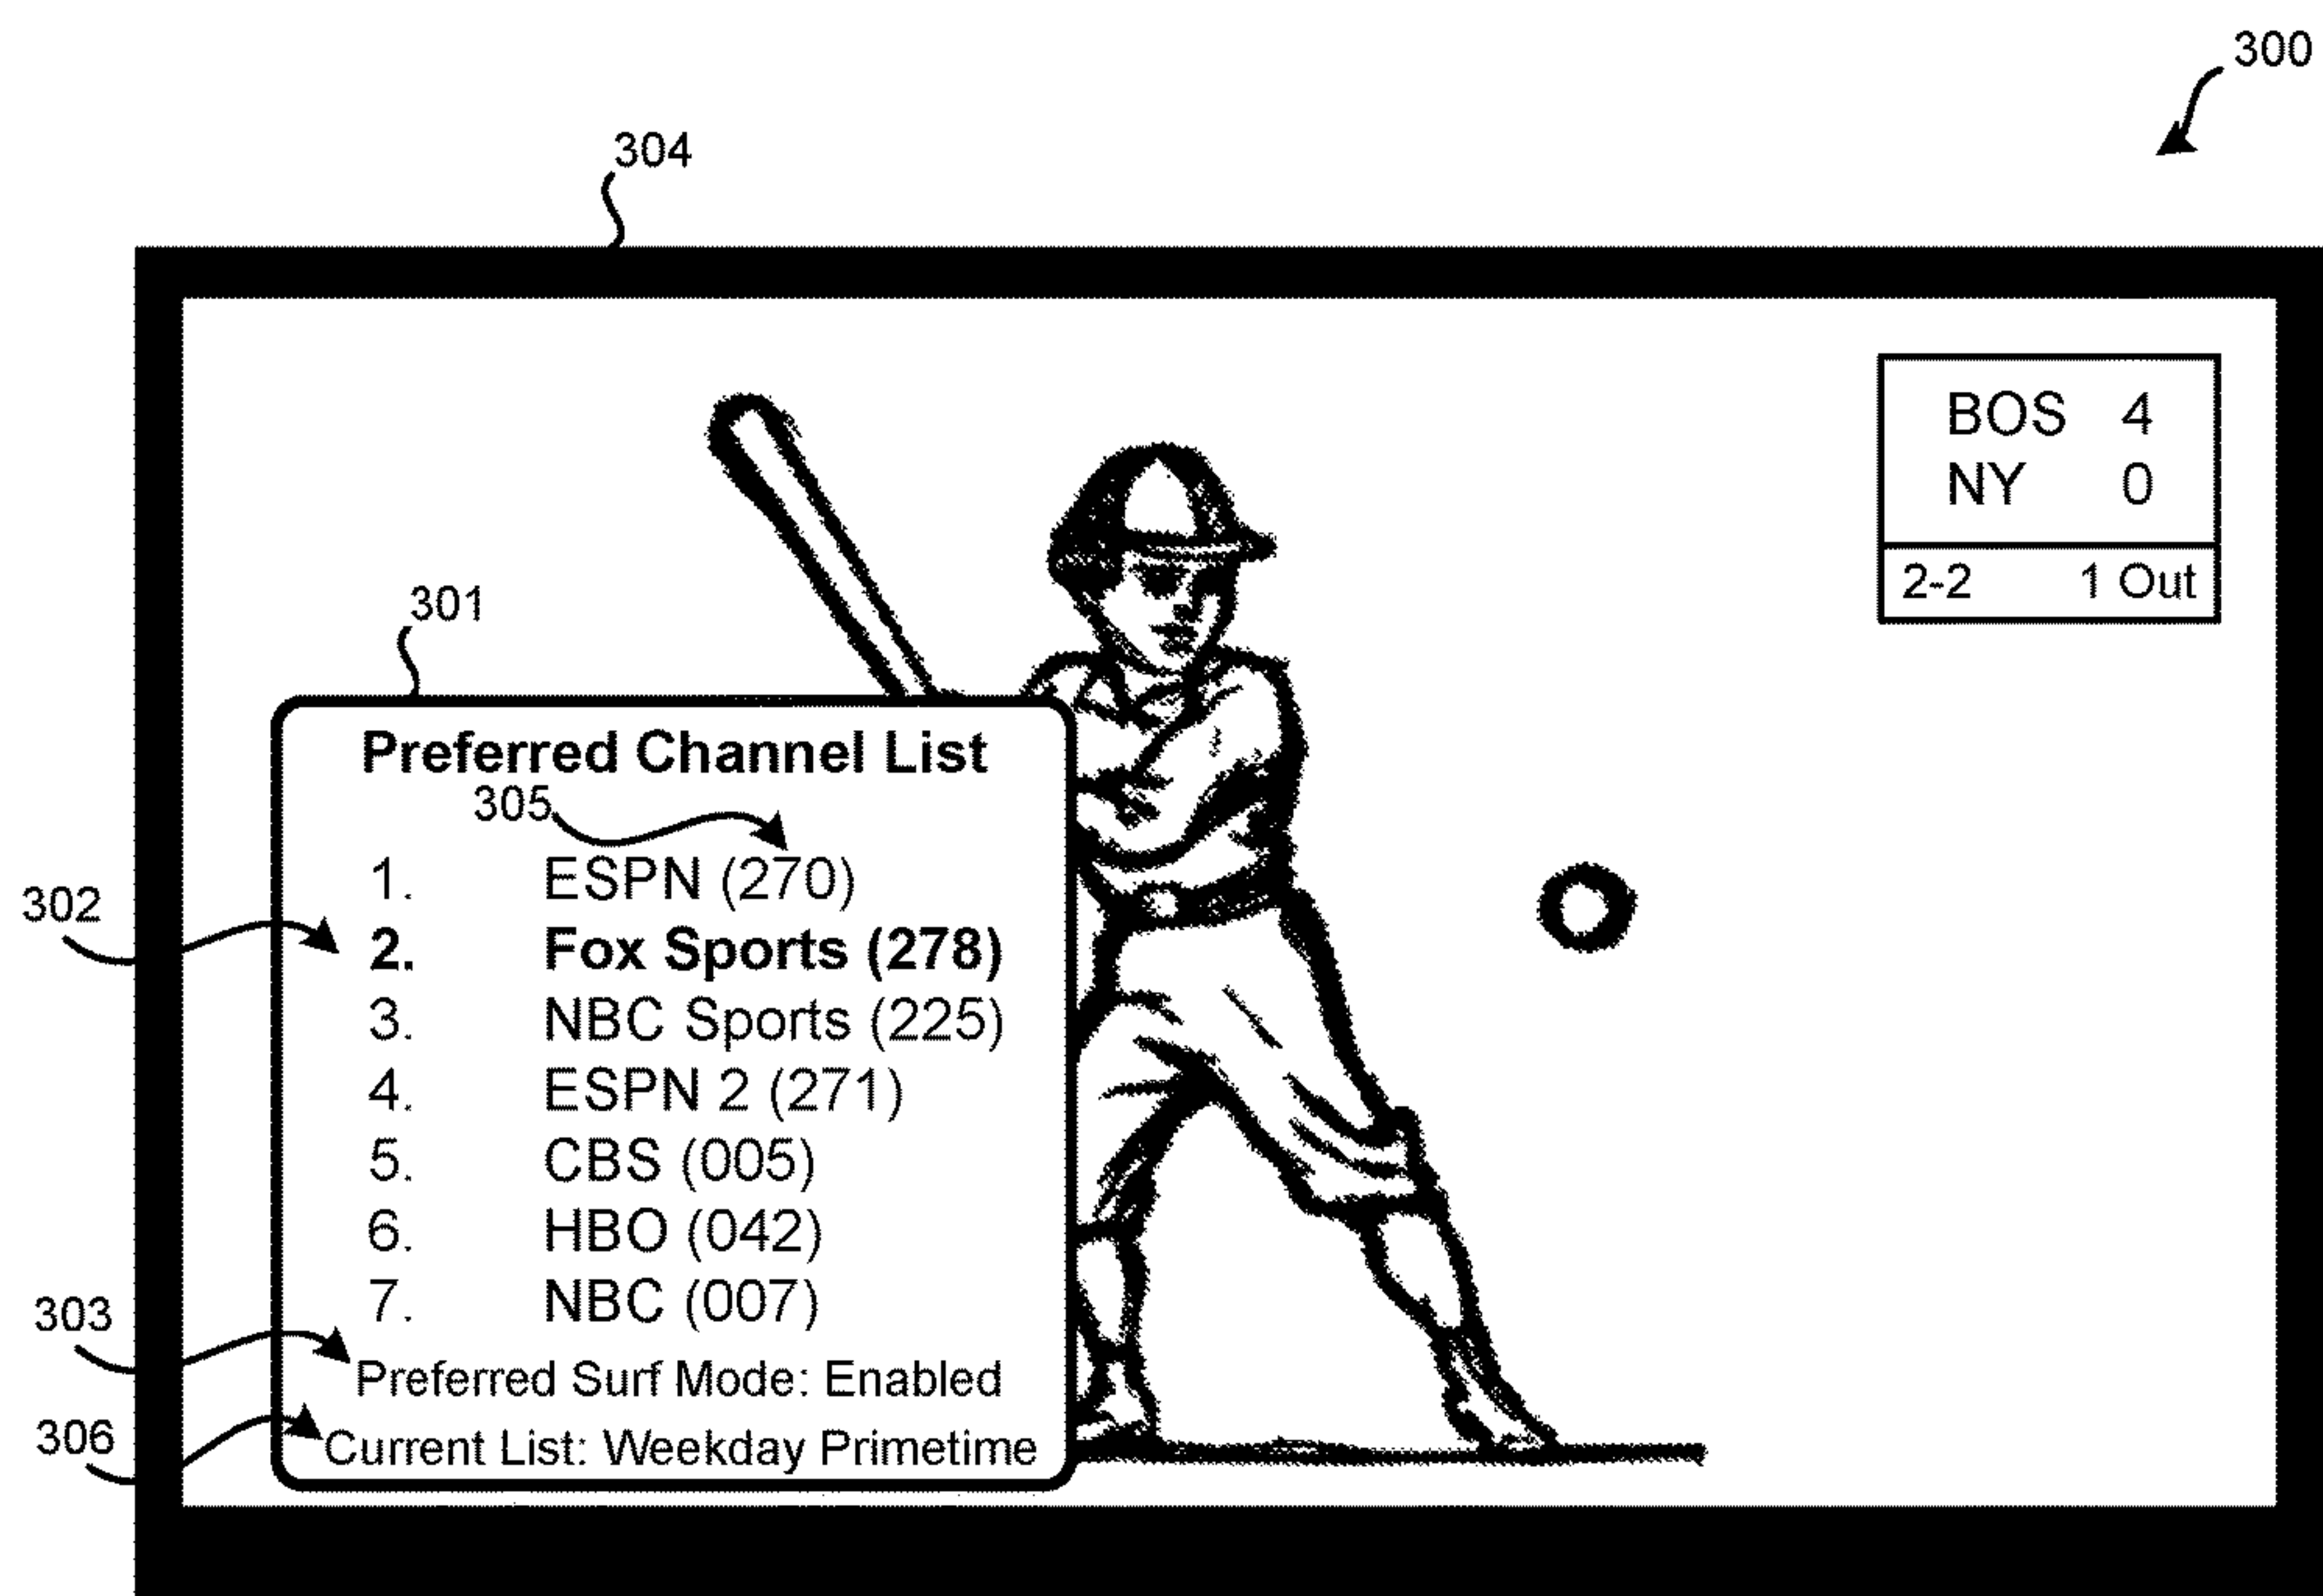 300
304
BOS 4
NY 0
2-2 1 Out
301
Preferred Channel List
305
1. ESPN (270)
302
2. Fox Sports (278)
3. NBC Sports (225)
4. ESPN 2 (271)
5. CBS (005)
6. HBO (042)
7. NBC (007)
303
Preferred Surf Mode: Enabled
306
Current List: Weekday Primetime